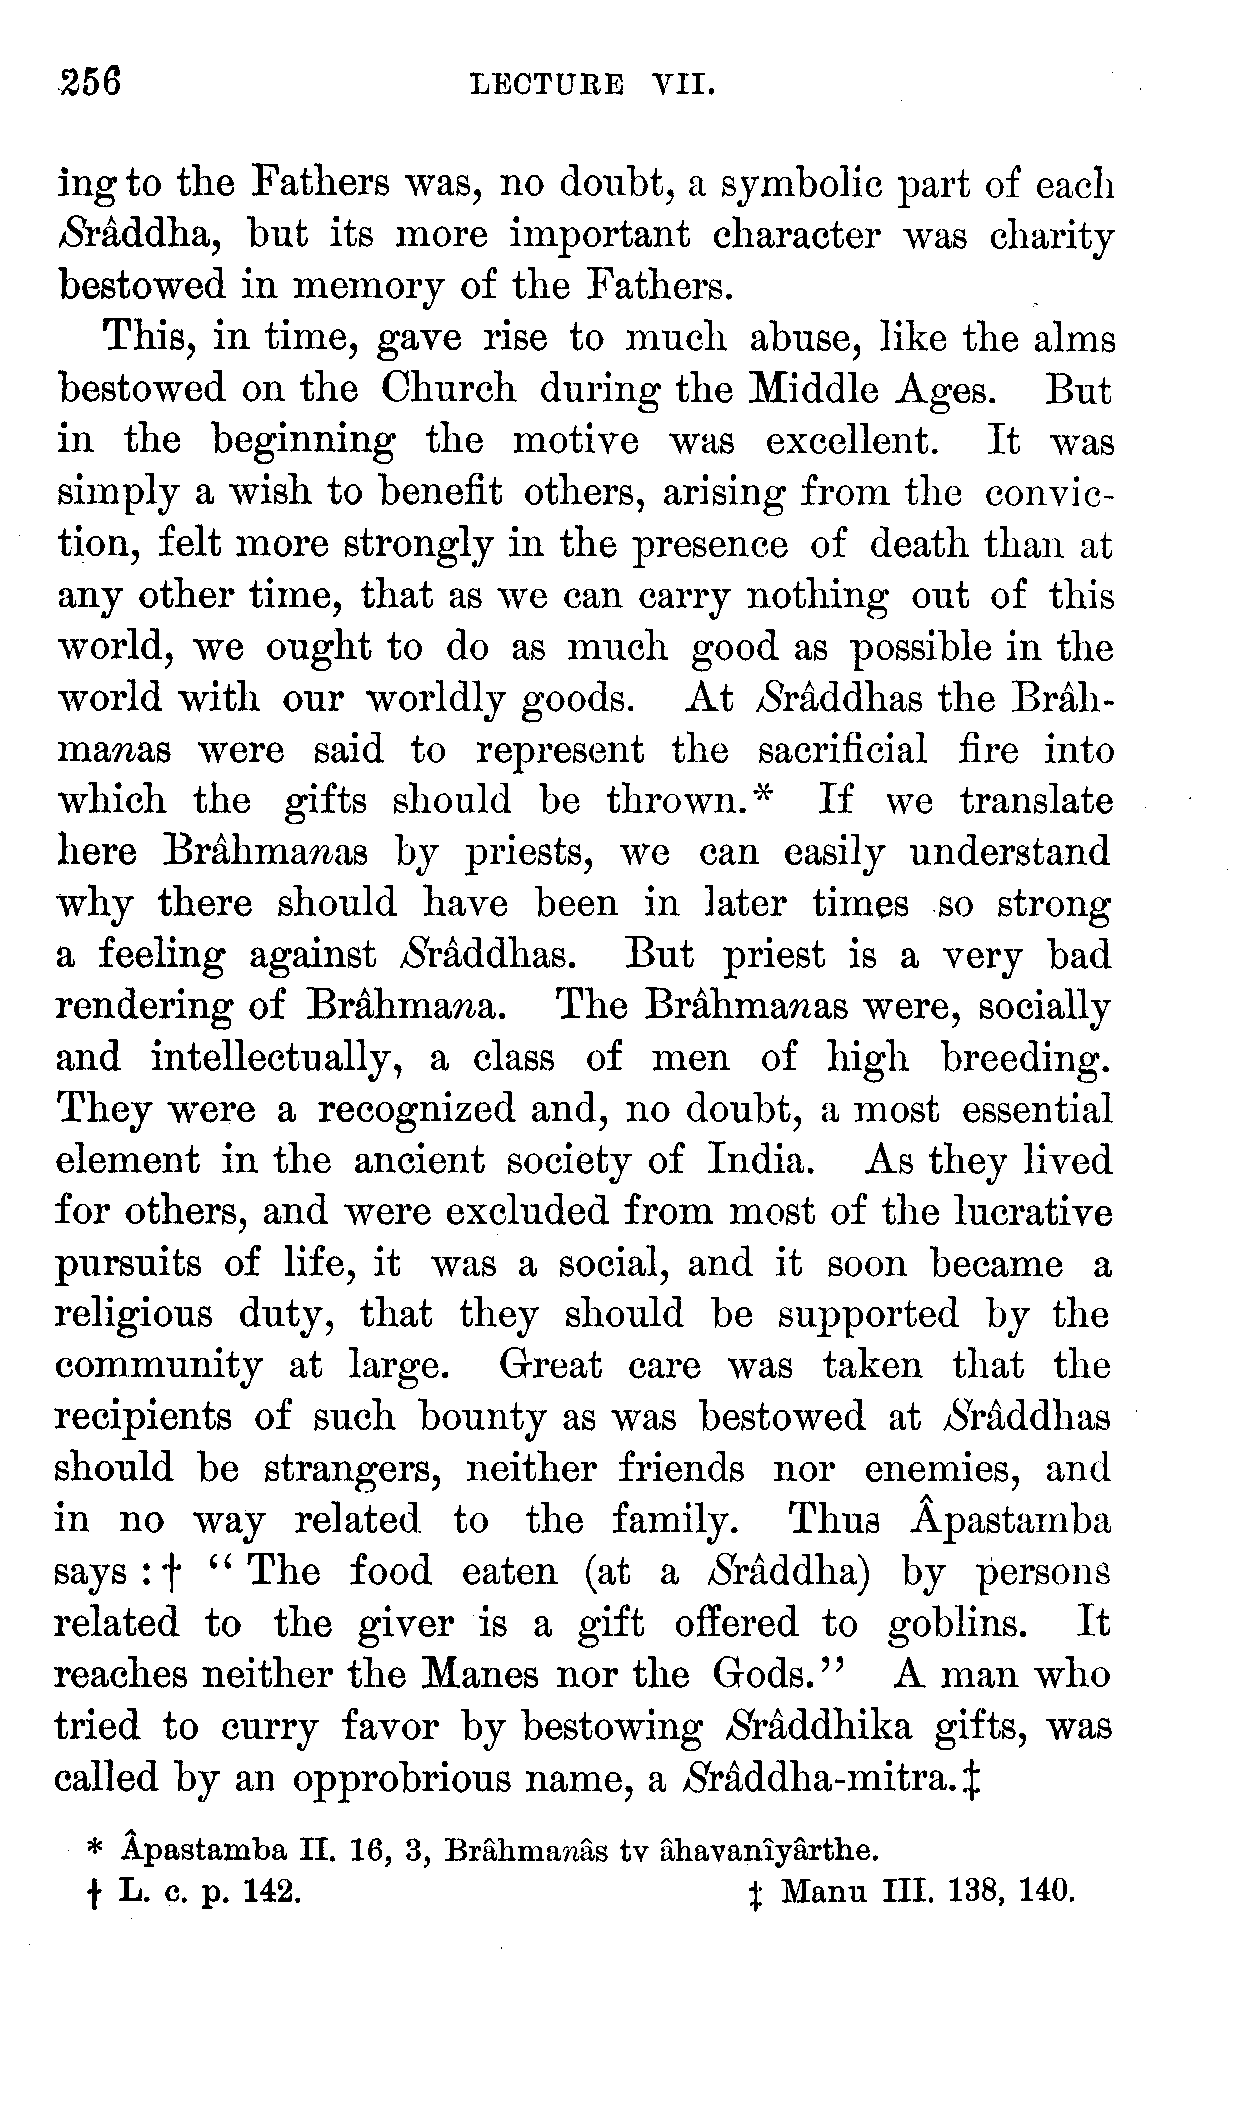 256 LECTURE VII.
ing to the Fathers was, no doubt, a symbolic part of each
Srâddha, but its more important character was charity
bestowed in memory of the Fathers.
This, in time, gave rise to much abuse, like the alms
bestowed on the Church during the Middle Ages. But
in the beginning the motive was excellent. It was
simply a wish to benefit others, arising from the convic-
tion, felt more strongly in the presence of death than at
any other time, that as we can carry nothing out of this
world, we ought to do as much good as possible in the
world with our worldly goods. At Srâddhas the Brâh-
manas were said to represent the sacrificial fire into
which the gifts should be thrown.* If we translate
here Brâhmanas by priests, we can easily understand
why there should have been in later times so strong
a feeling against Srâddhas. But priest is a very bad
rendering of Brâhmana. The Brâhmanas were, socially
and intellectually, a class of men of high breeding.
They were a recognized and, no doubt, a most essential
element in the ancient society of India. As they lived
for others, and were excluded from most of the lucrative
pursuits of life, it was a social, and it soon became a
religious duty, that they should be supported by the
community at large. Great care was taken that the
recipients of such bounty as was bestowed at Srâddhas
should be strangers, neither friends nor enemies, and
in no way related to the family. Thus Âpastamba
says : † “ The food eaten (at a Srâddha) by persons
related to the giver is a gift offered to goblins. It
reaches neither the Manes nor the Gods.” A man who
tried to curry favor by bestowing Srâddhika gifts, was
called by an opprobrious name, a Srâddha-mitra.‡
* Âpastamba II. 16, 3, Brâhmanâs tv âhavanîyârthe.
† L. c. p. 142. ‡ Manu III. 138, 140.